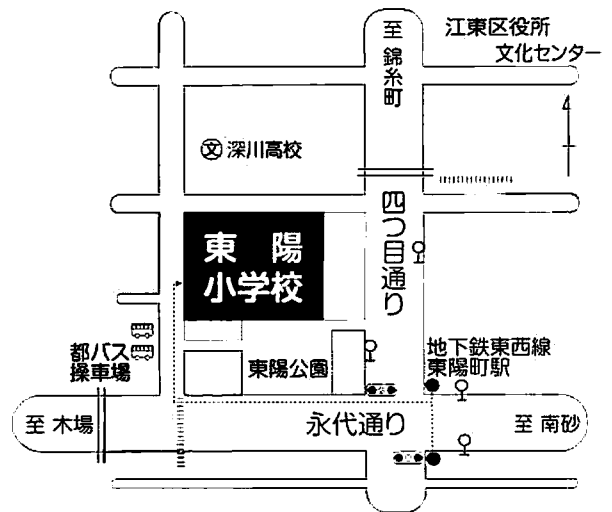 江東区役所
文化センター
至 錦糸町
文 深川高校
四つ目通り
東 陽
小学校
都バス
操車場
東陽公園
地下鉄東西線
東陽町駅
至 木場
永代通り
至 南砂